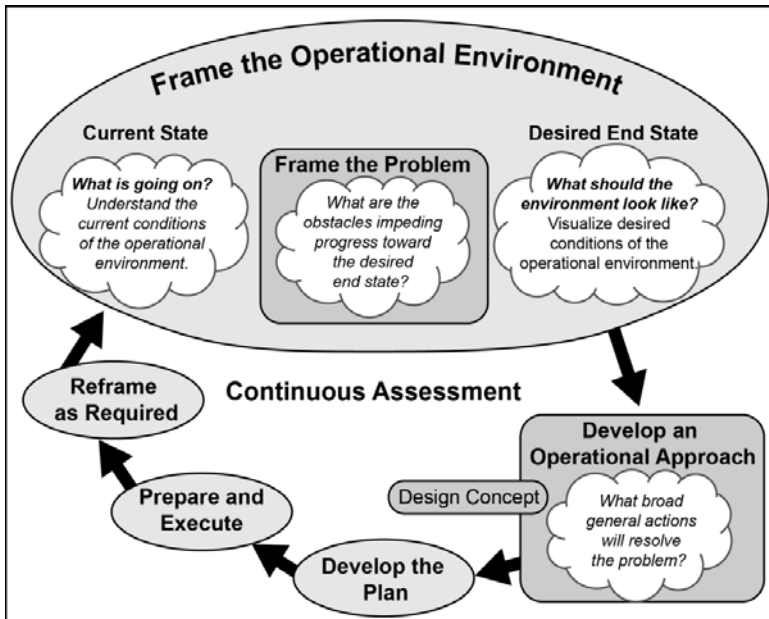 Frame the Operational Environment
Current State
What is going on?
Understand the
current conditions
of the operational
environment.
Frame the Problem
What are the
obstacles impeding
progress toward
the desired
end state?
Desired End State
What should the
environment look like?
Visualize desired
conditions of the
operational environment.
Reframe
as Required
Continuous Assessment
Develop an
Operational Approach
What broad
general actions
will resolve
the problem?
Design Concept
Prepare and
Execute
Develop the
Plan